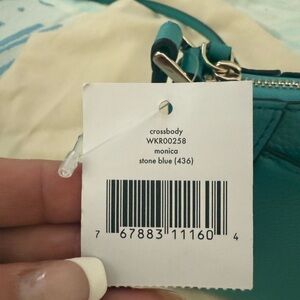 crossbody
WKR00258
monica
stone blue (436)
7 67883 11160 4